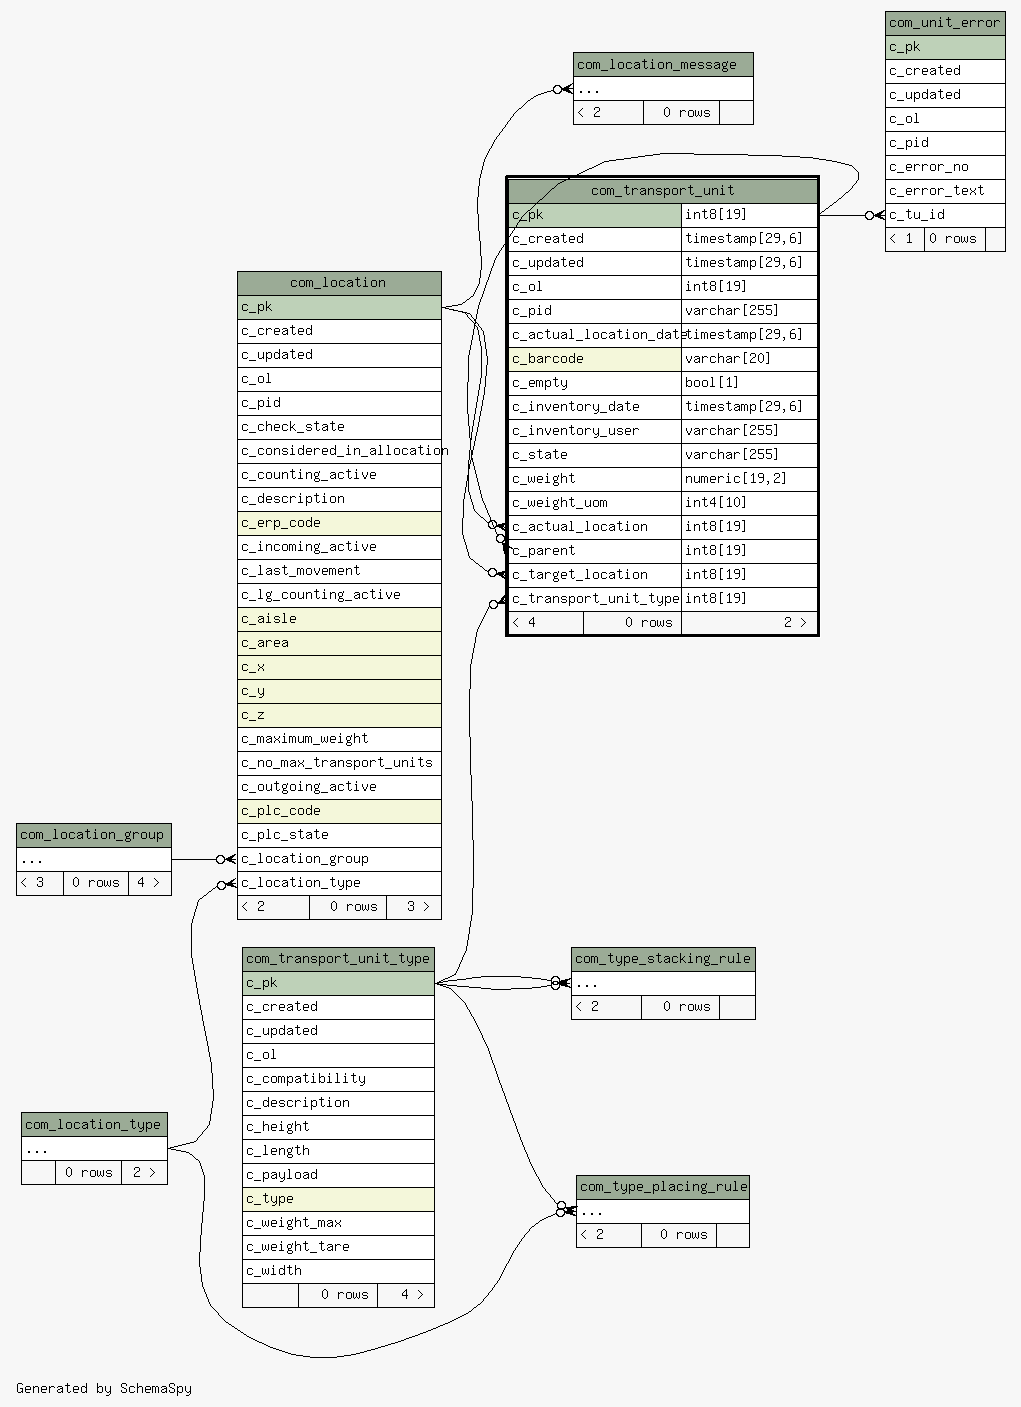 com_unit_error
c_pk
c_created
c_updated
c_ol
c_pid
c_error_no
c_error_text
c_tu_id
< 1 0 rows
com_location_message
...
< 2 0 rows
com_transport_unit
c_pk int8[19]
c_created timestamp[29,6]
c_updated timestamp[29,6]
c_ol int8[19]
c_pid varchar[255]
c_actual_location_date timestamp[29,6]
c_barcode varchar[20]
c_empty bool[1]
c_inventory_date timestamp[29,6]
c_inventory_user varchar[255]
c_state varchar[255]
c_weight numeric[19,2]
c_weight_uom int4[10]
c_actual_location int8[19]
c_parent int8[19]
c_target_location int8[19]
c_transport_unit_type int8[19]
< 4 0 rows 2 >
com_location
c_pk
c_created
c_updated
c_ol
c_pid
c_check_state
c_considered_in_allocation
c_counting_active
c_description
c_erp_code
c_incoming_active
c_last_movement
c_lg_counting_active
c_aisle
c_area
c_x
c_y
c_z
c_maximum_weight
c_no_max_transport_units
c_outgoing_active
c_plc_code
c_plc_state
c_location_group
c_location_type
< 2 0 rows 3 >
com_location_group
...
< 3 0 rows 4 >
com_transport_unit_type
c_pk
c_created
c_updated
c_ol
c_compatibility
c_description
c_height
c_length
c_payload
c_type
c_weight_max
c_weight_tare
c_width
0 rows 4 >
com_type_stacking_rule
...
< 2 0 rows
com_location_type
...
0 rows 2 >
com_type_placing_rule
...
< 2 0 rows
Generated by SchemaSpy